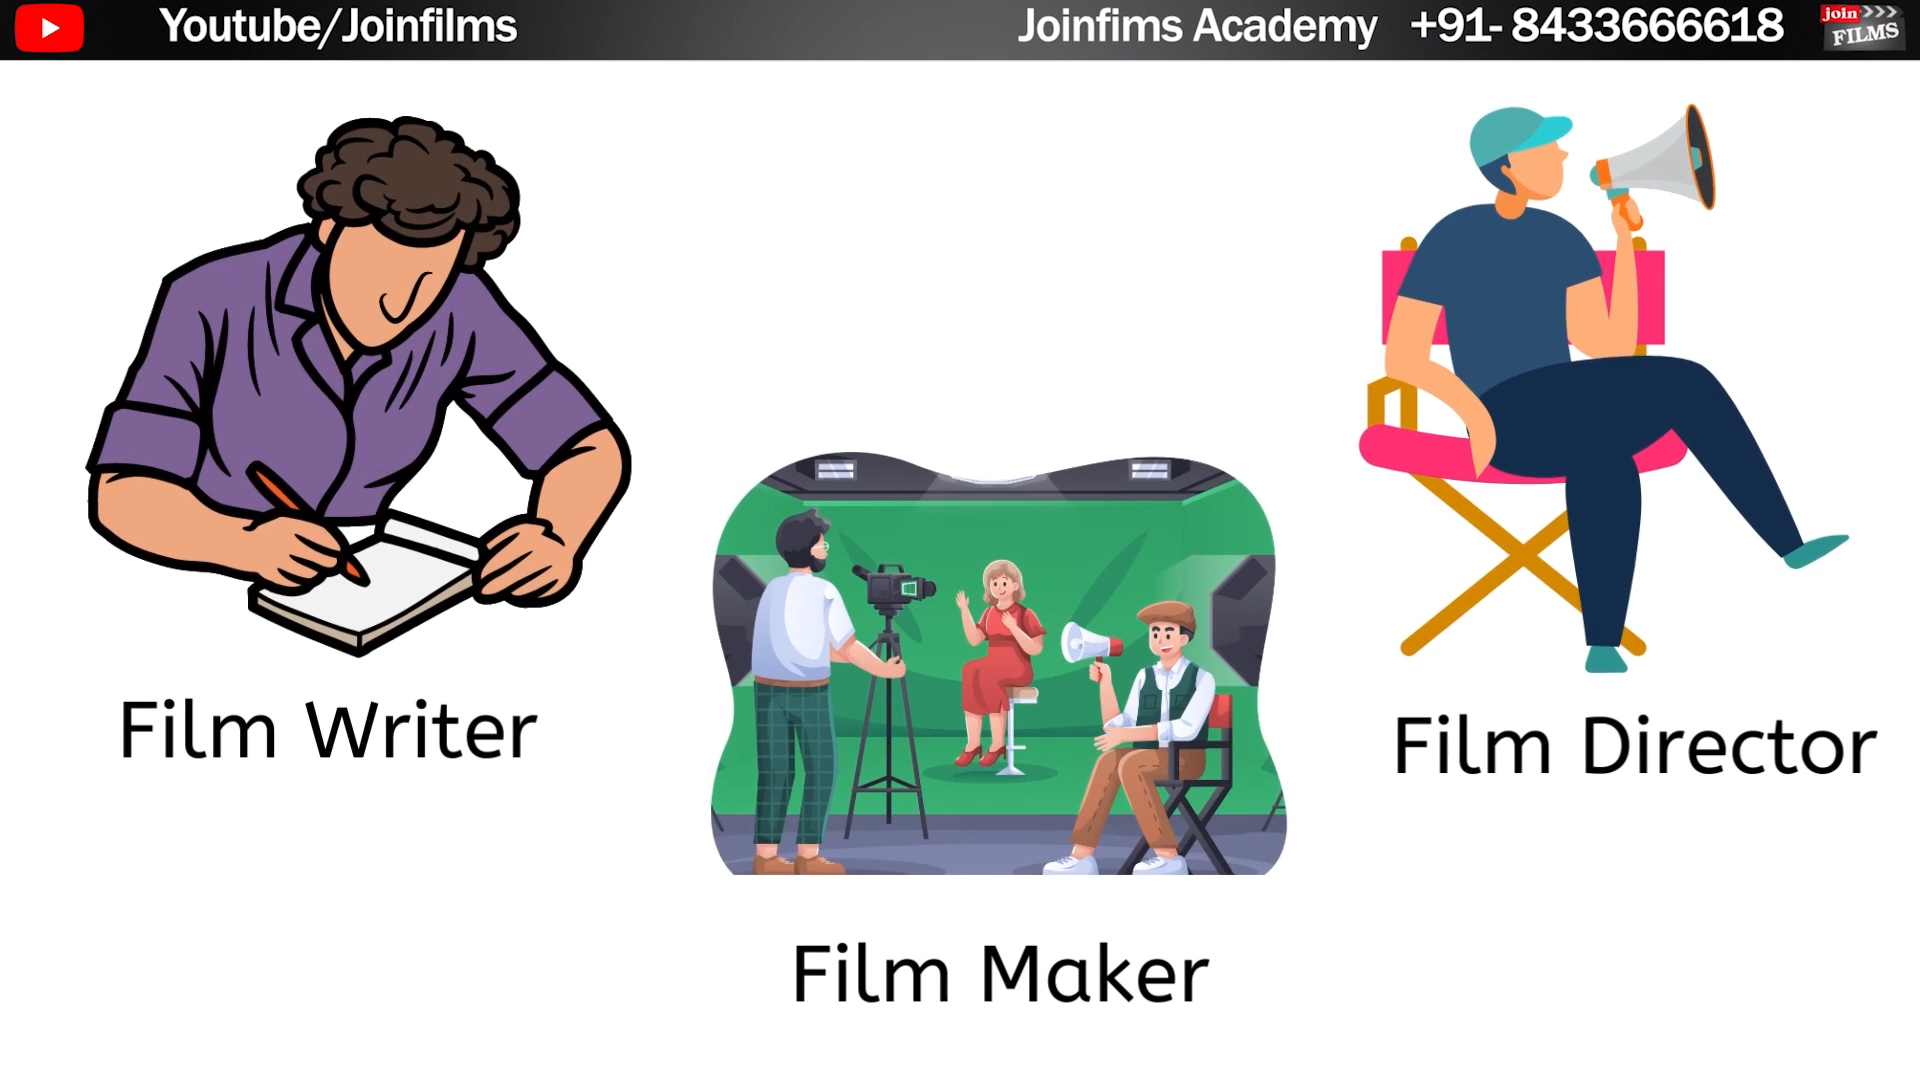 Youtube/Joinfilms
Joinfims Academy +91- 8433666618
join
FILMS
Film Writer
Film Director
Film Maker